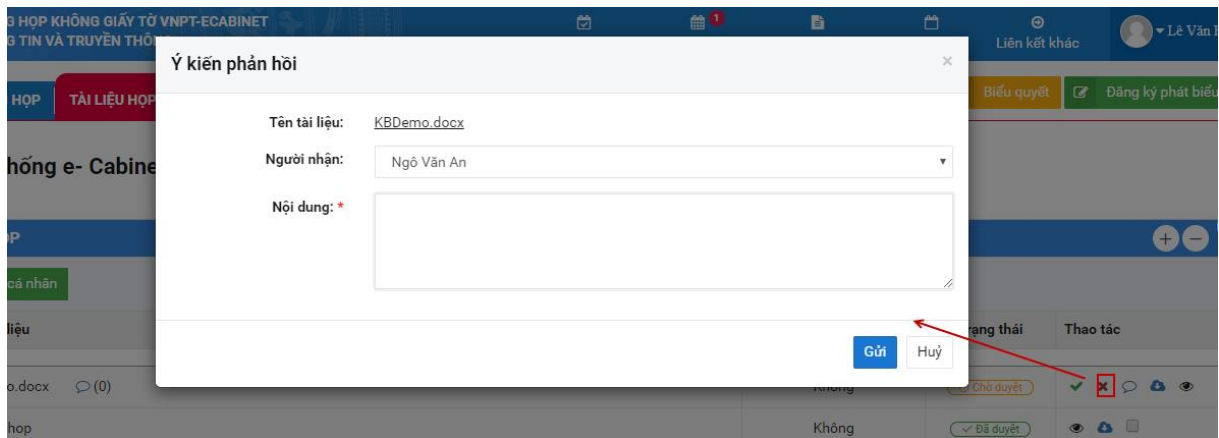 G HỌP KHÔNG GIẤY TỜ VNPT-ECABINET
1
G TIN VÀ TRUYỀN THÔ
Liên kết khác
Lê Văn
Ý kiến phản hồi
×
HỌP
TÀI LIỆU HỌP
Biểu quyết
Đăng ký phát biểu
Tên tài liệu: KBDemo.docx
Người nhận: Ngô Văn An
hống e- Cabine
Nội dung: *
cá nhân
liệu
rạng thái
Thao tác
Gửi
Huỷ
o.docx (0)
Không
Chờ duyệt
hop
Không
Đã duyệt